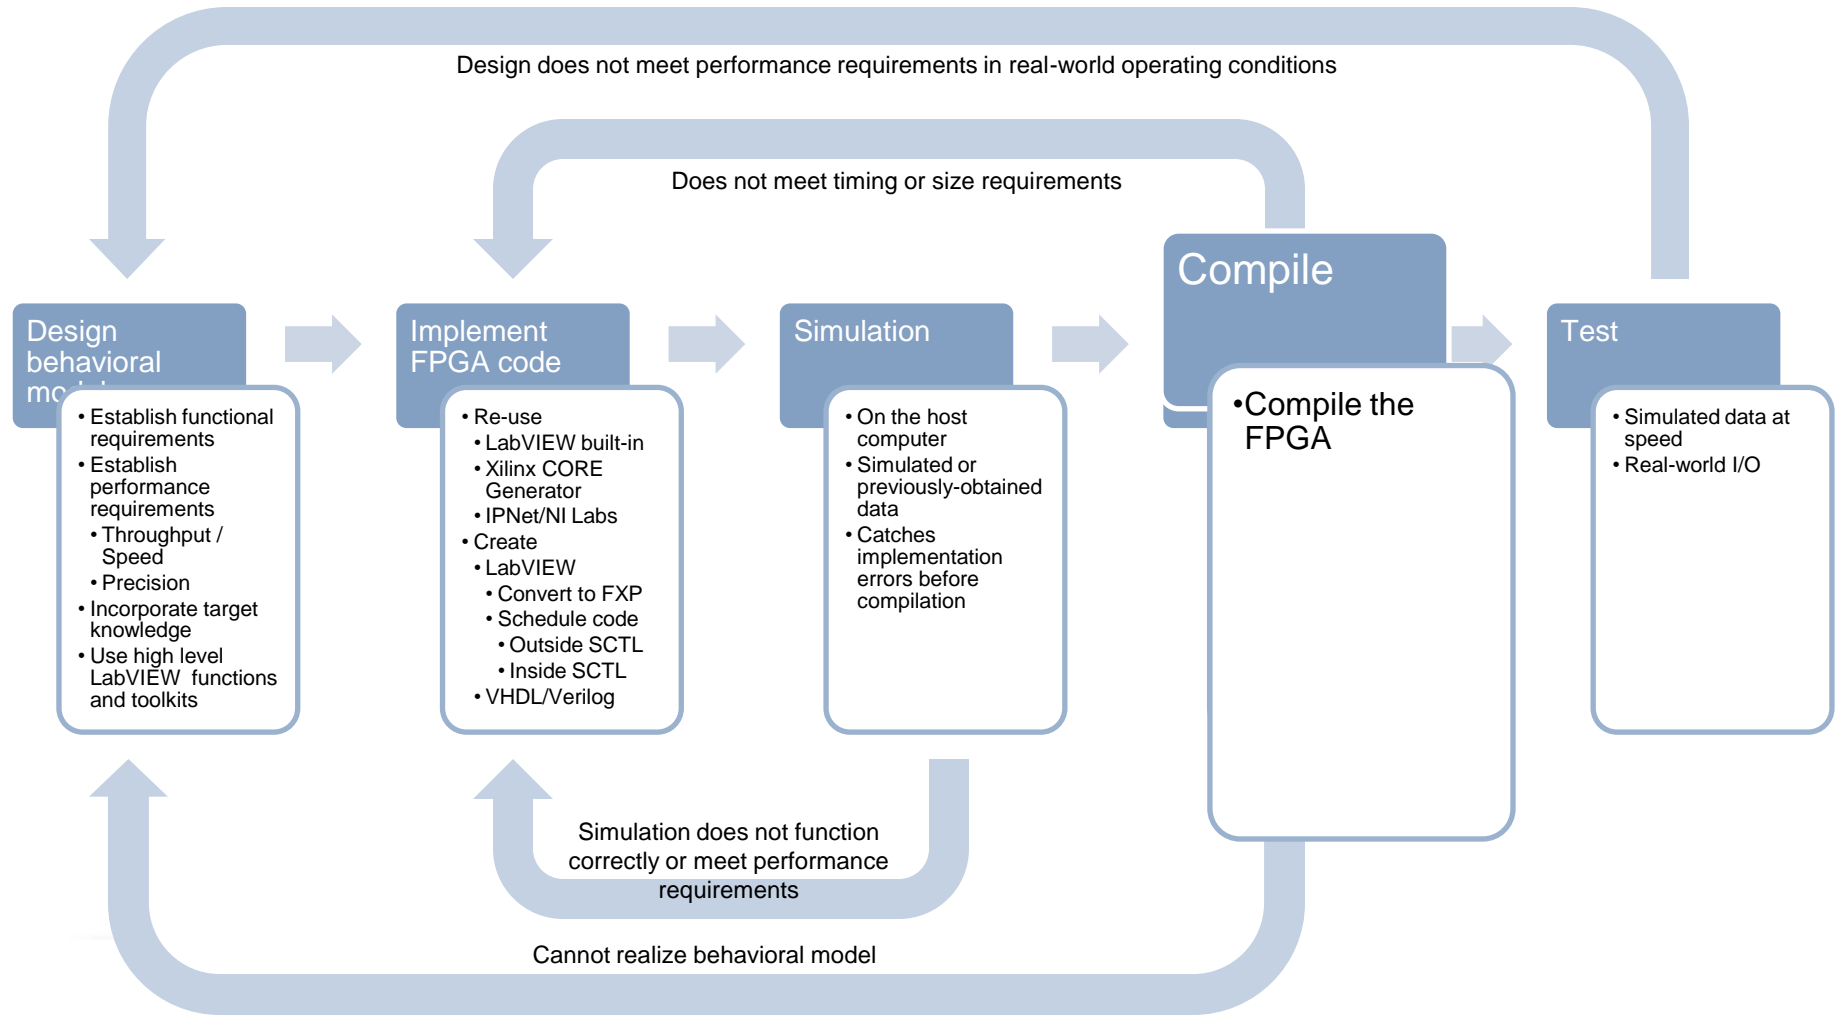 Design does not meet performance requirements in real-world operating conditions
Does not meet timing or size requirements
Design
behavioral
• Establish functional
requirements
• Establish
performance
requirements
• Throughput /
Speed
• Precision
• Incorporate target
knowledge
• Use high level
LabVIEW functions
and toolkits
Implement
FPGA code
• Re-use
• LabVIEW built-in
• Xilinx CORE
Generator
• IPNet/NI Labs
• Create
• LabVIEW
• Convert to FXP
• Schedule code
• Outside SCTL
• Inside SCTL
• VHDL/Verilog
Simulation
• On the host
computer
• Simulated or
previously-obtained
data
• Catches
implementation
errors before
compilation
Compile
•Compile the
FPGA
Test
• Simulated data at
speed
• Real-world I/O
Simulation does not function
correctly or meet performance
requirements
Cannot realize behavioral model